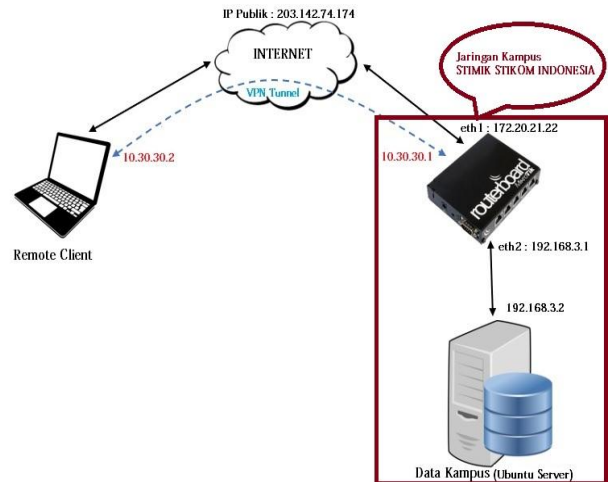 IP Publik : 203.142.74.174
INTERNET
VPN Tunnel
Jaringan Kampus
STIMIK STIKOM INDONESIA
eth1 : 172.20.21.22
10.30.30.2
10.30.30.1
routerboard
Remote Client
eth2 : 192.168.3.1
192.168.3.2
Data Kampus (Ubuntu Server)